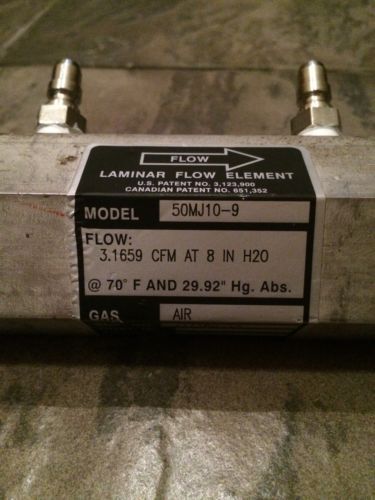 FLOW
LAMINAR FLOW ELEMENT
U.S. PATENT NO. 3,123,900
CANADIAN PATENT NO. 651,352
MODEL 50MJ10-9
FLOW:
3.1659 CFM AT 8 IN H2O
@ 70° F AND 29.92" Hg. Abs.
GAS AIR